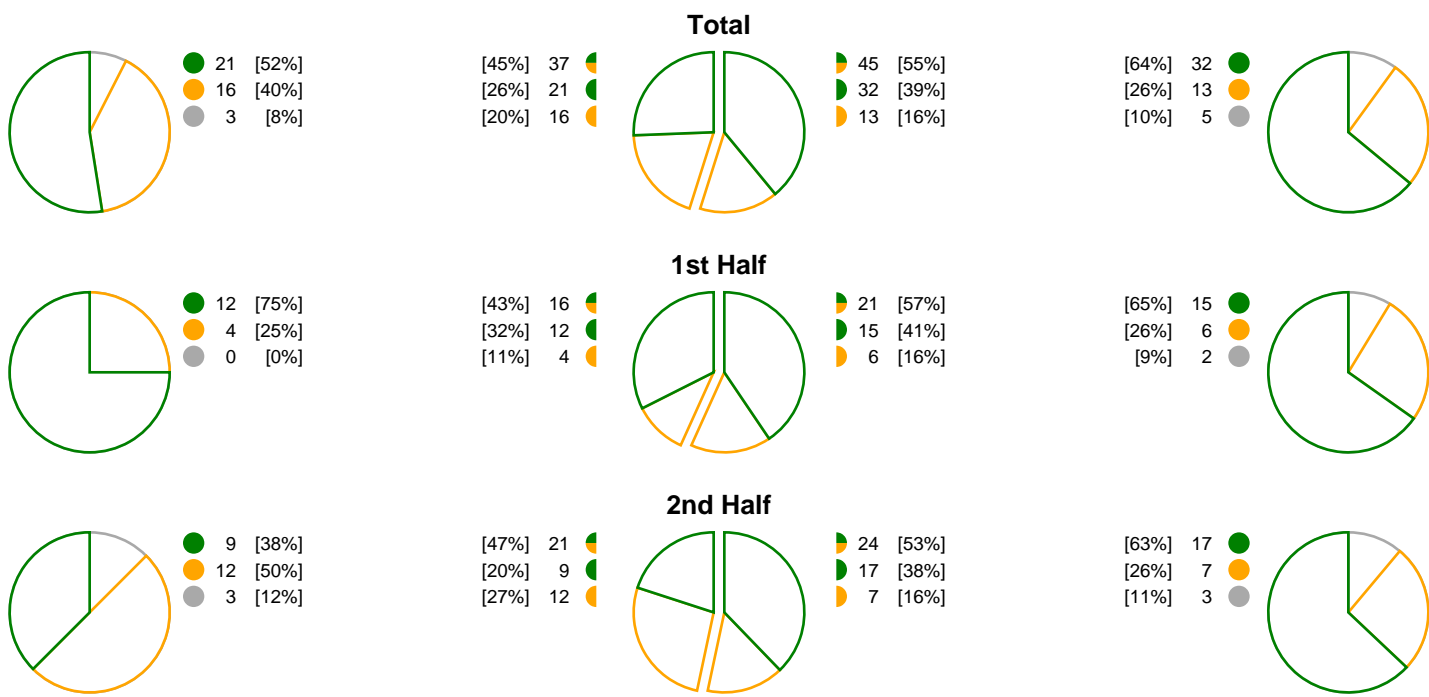 Total
21 [52%] [45%] 37 45 [55%] [64%] 32
16 [40%] [26%] 21 32 [39%] [26%] 13
3 [8%] [20%] 16 13 [16%] [10%] 5
1st Half
12 [75%] [43%] 16 21 [57%] [65%] 15
4 [25%] [32%] 12 15 [41%] [26%] 6
0 [0%] [11%] 4 6 [16%] [9%] 2
2nd Half
9 [38%] [47%] 21 24 [53%] [63%] 17
12 [50%] [20%] 9 17 [38%] [26%] 7
3 [12%] [27%] 12 7 [16%] [11%] 3